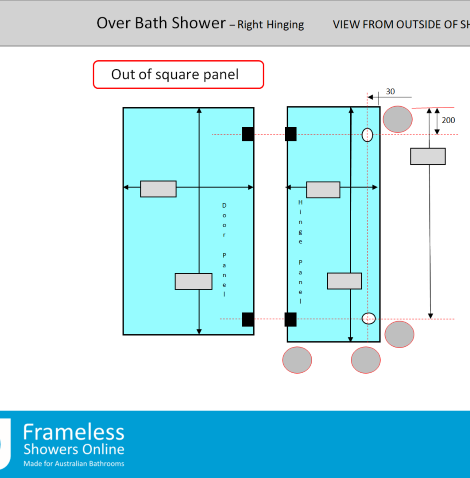 Over Bath Shower – Right Hinging
VIEW FROM OUTSIDE OF SH
Out of square panel
30
200
Door Panel
Hinge Panel
Frameless
Showers Online
Made for Australian Bathrooms